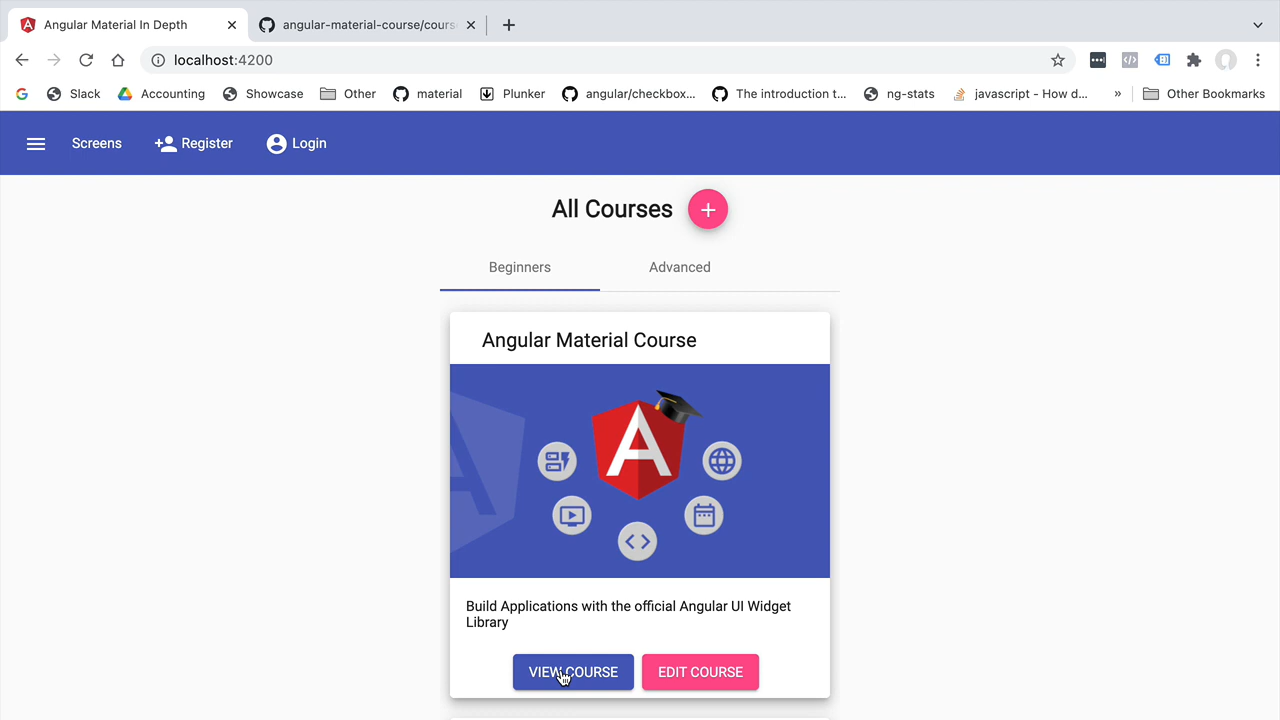 Angular Material In Depth
angular-material-course/cours
localhost:4200
Slack
Accounting
Showcase
Other
material
Plunker
angular/checkbox...
The introduction t...
ng-stats
javascript - How d...
»
Other Bookmarks
Screens
Register
Login
All Courses
+
Beginners
Advanced
Angular Material Course
Build Applications with the official Angular UI Widget
Library
VIEW COURSE
EDIT COURSE